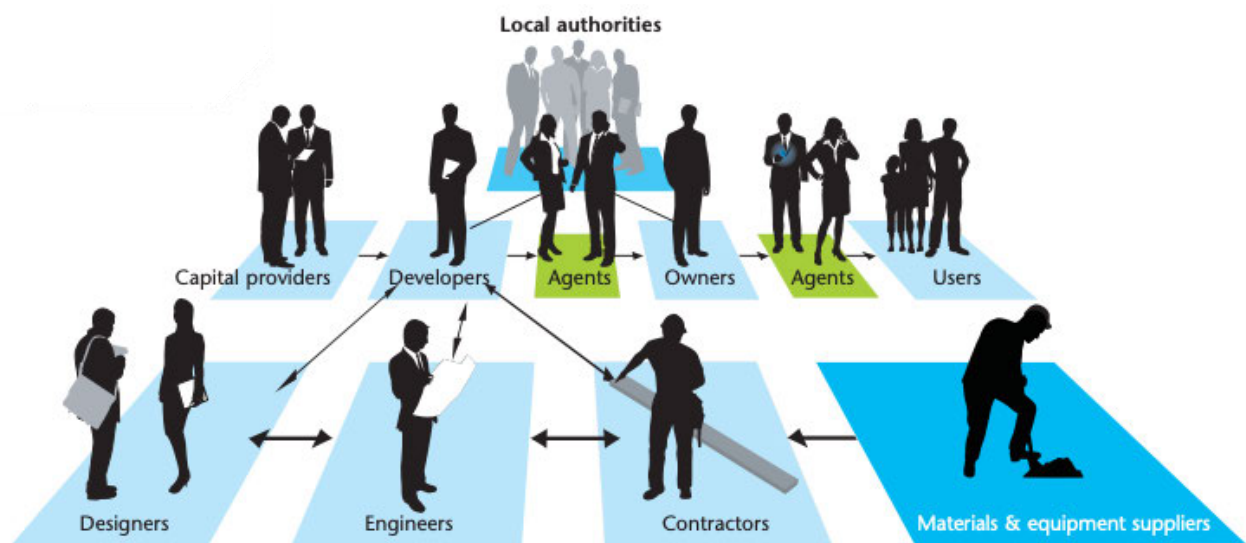 Local authorities
Capital providers
Developers
Agents
Owners
Agents
Users
Designers
Engineers
Contractors
Materials & equipment suppliers